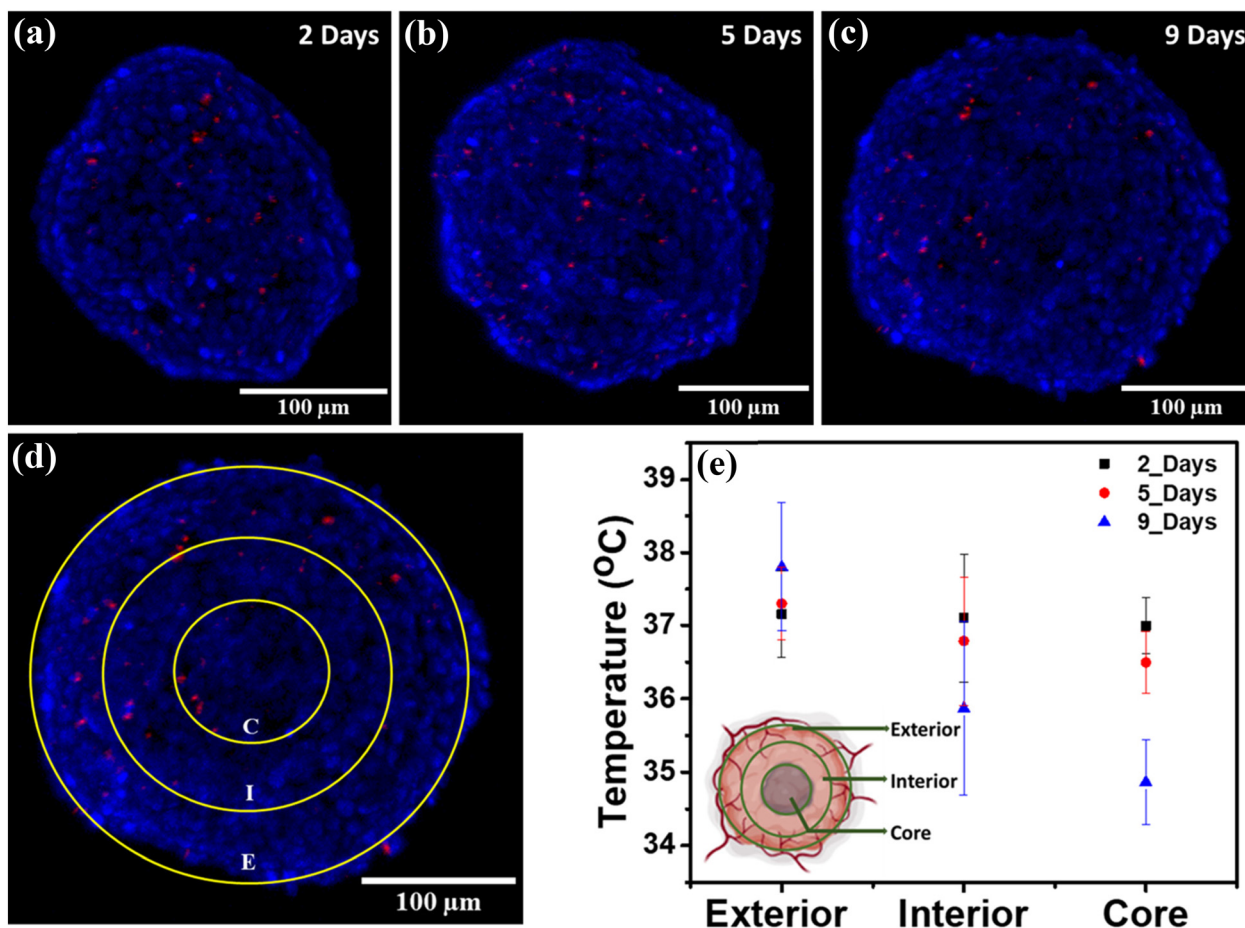 (a)
2 Days
100 µm
(b)
5 Days
100 µm
(c)
9 Days
100 µm
(d)
C
I
E
100 µm
(e)
2_Days
5_Days
9_Days
Temperature (ºC)
39
38
37
36
35
34
Exterior
Interior
Core
Exterior
Interior
Core